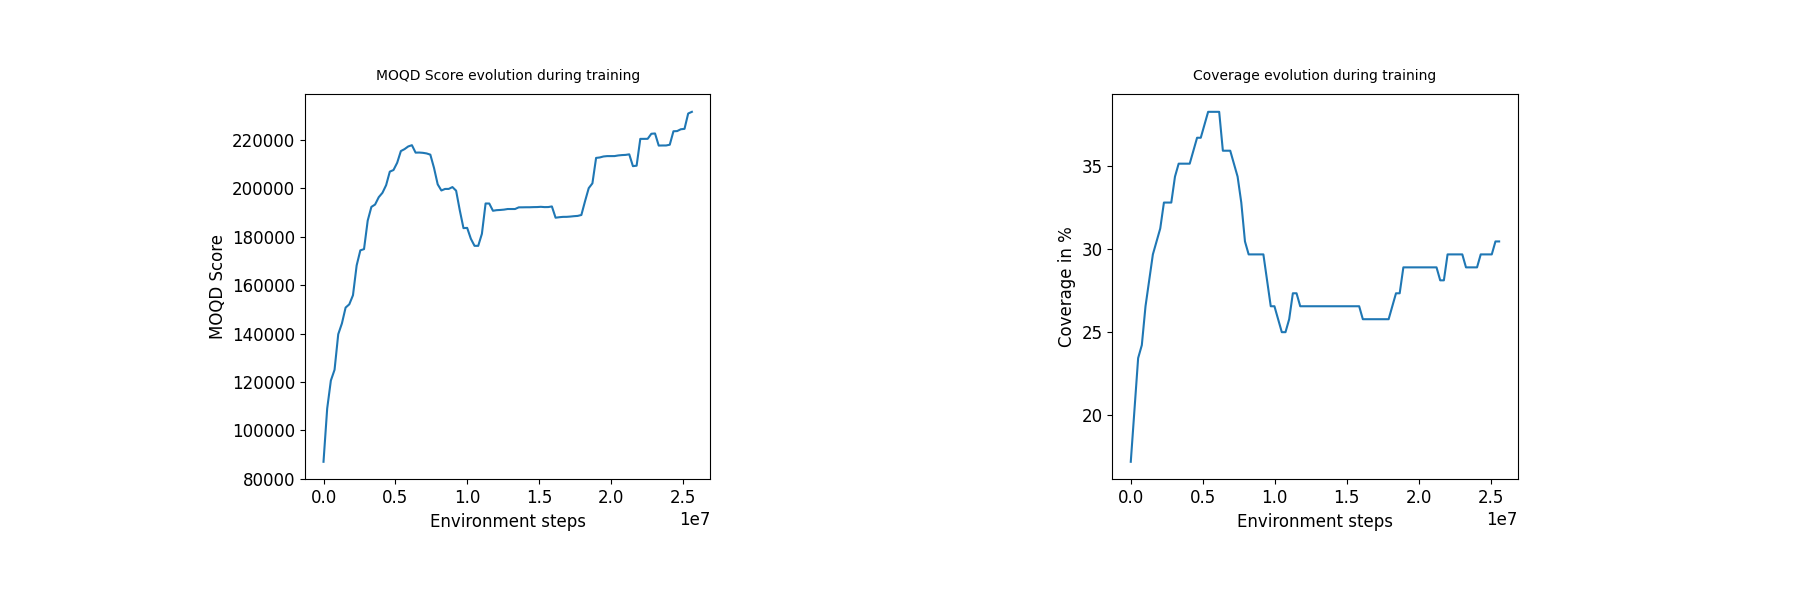 MOQD Score evolution during training
MOQD Score
220000
200000
180000
160000
140000
120000
100000
80000
0.0 0.5 1.0 1.5 2.0 2.5
1e7
Environment steps
Coverage evolution during training
Coverage in %
35
30
25
20
0.0 0.5 1.0 1.5 2.0 2.5
1e7
Environment steps